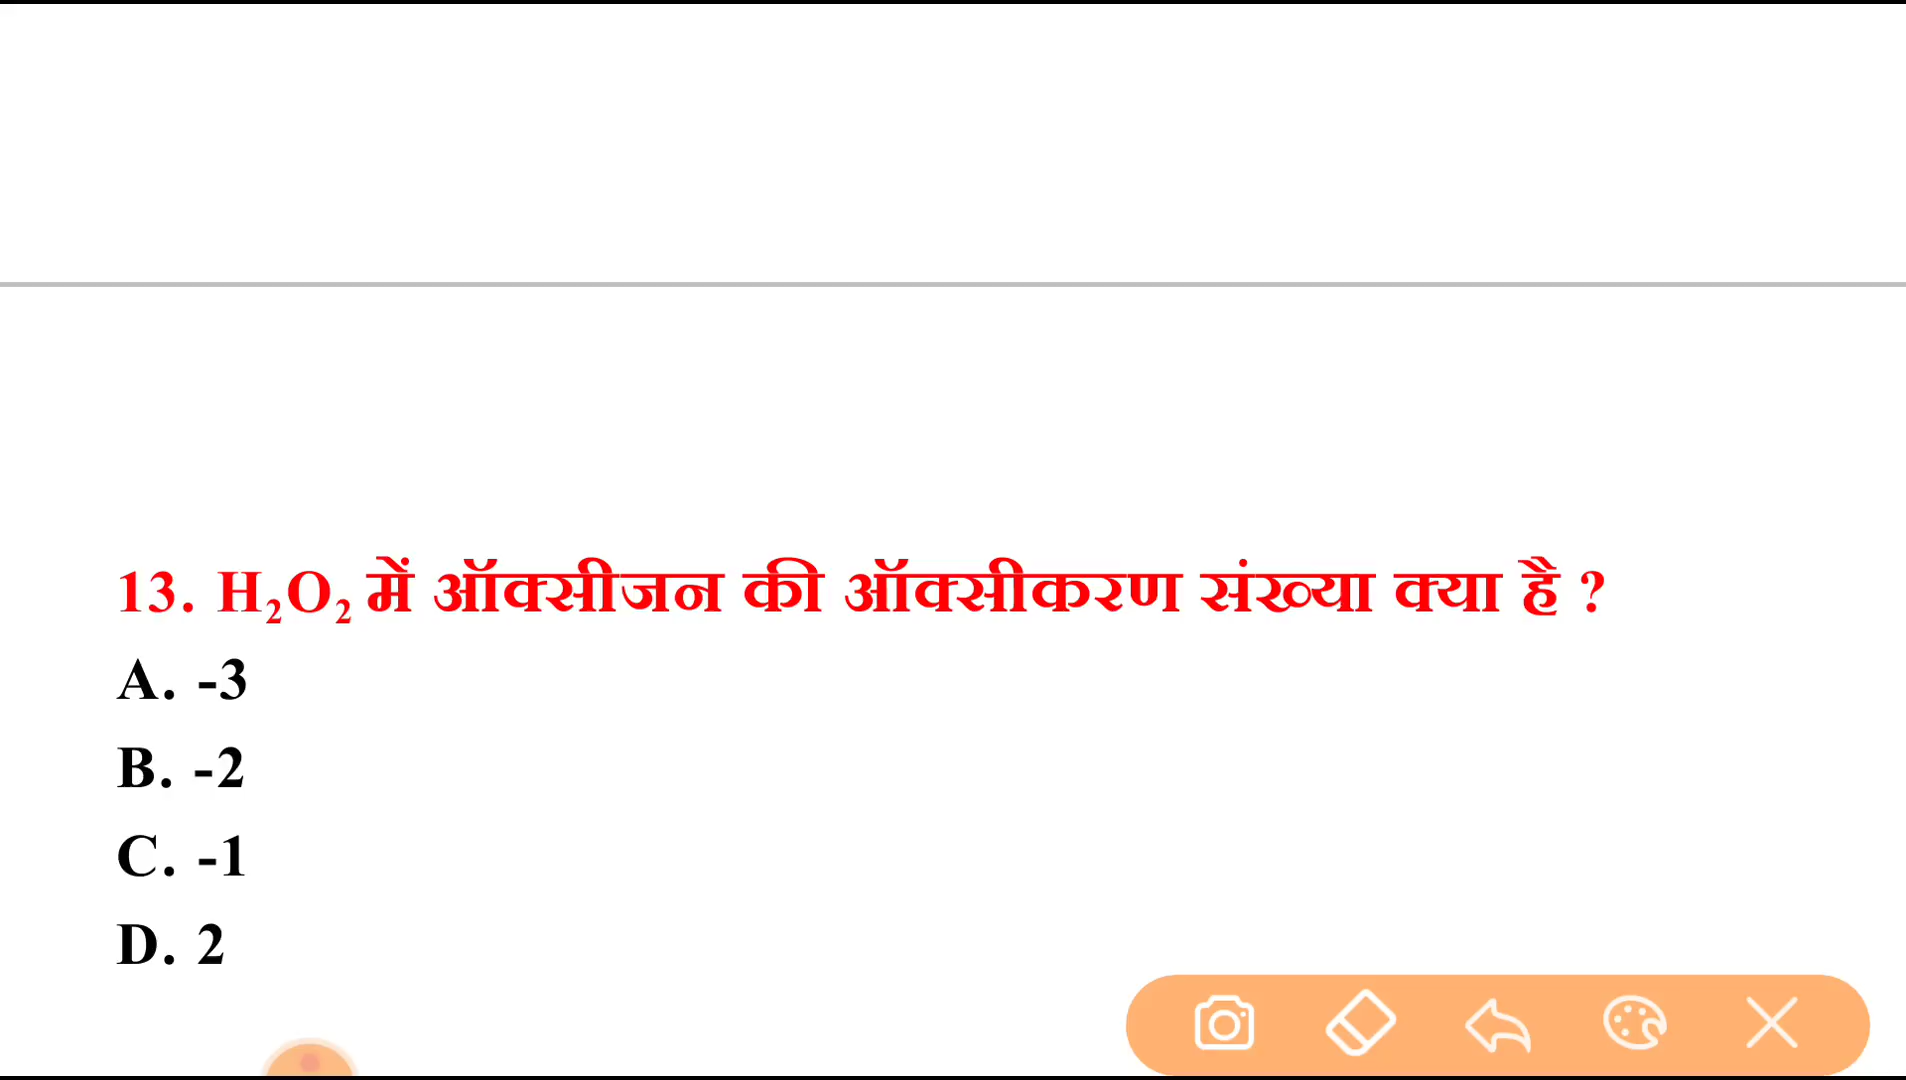 13. H₂O₂ में ऑक्सीजन की ऑक्सीकरण संख्या क्या है ?
A. -3
B. -2
C. -1
D. 2